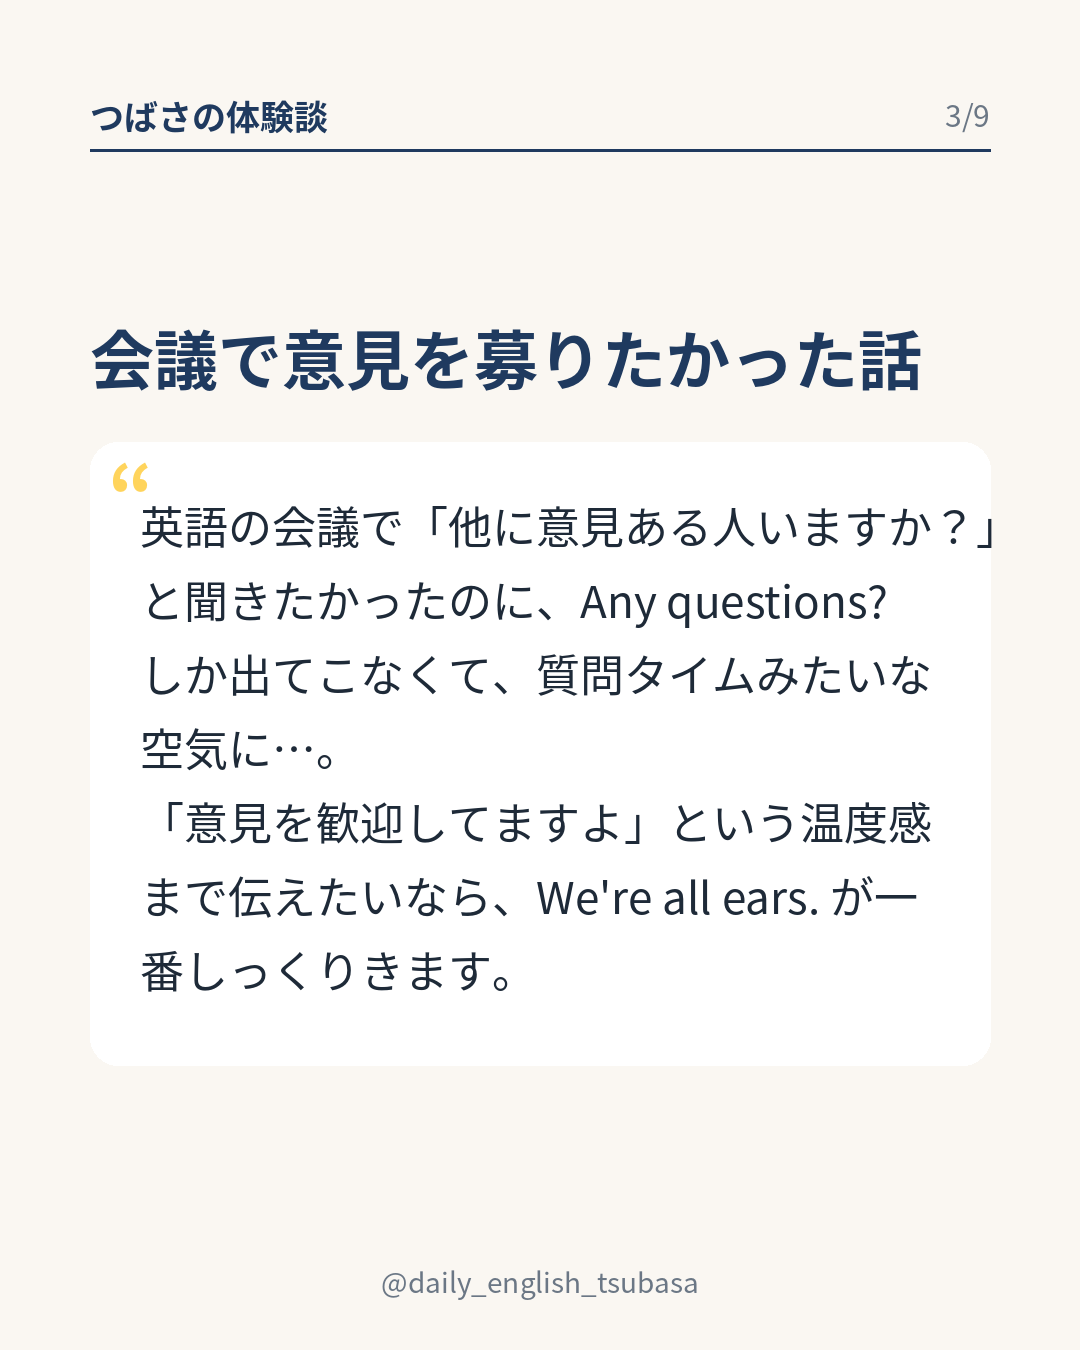 つばさの体験談
3/9
会議で意見を募りたかった話
“
英語の会議で「他に意見ある人いますか？」
と聞きたかったのに、Any questions?
しか出てこなくて、質問タイムみたいな
空気に…。
「意見を歓迎してますよ」という温度感
まで伝えたいなら、We're all ears. が一
番しっくりきます。
@daily_english_tsubasa